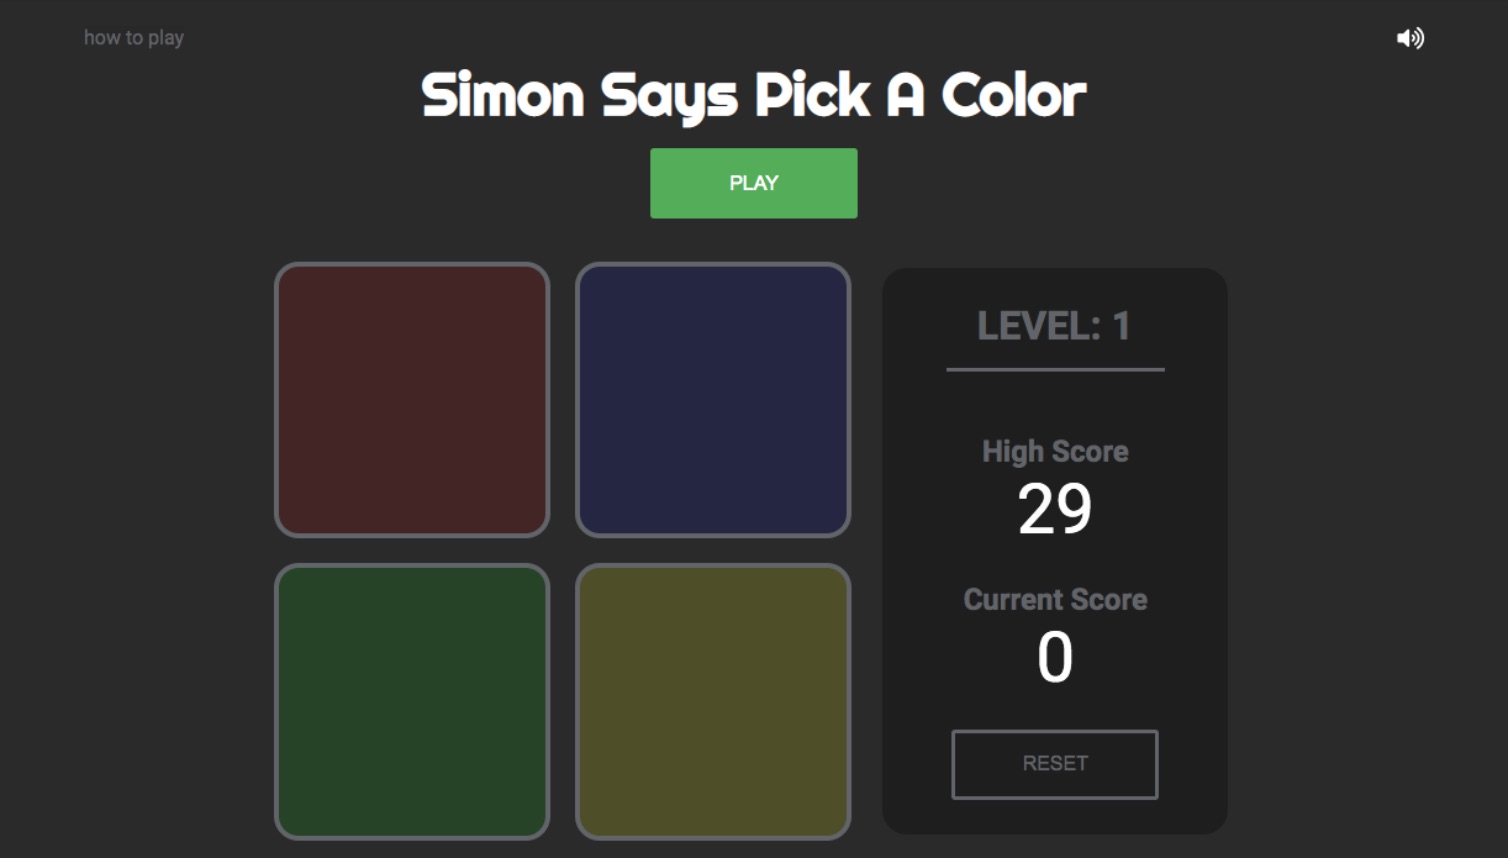 how to play
Simon Says Pick A Color
PLAY
LEVEL: 1
High Score
29
Current Score
0
RESET